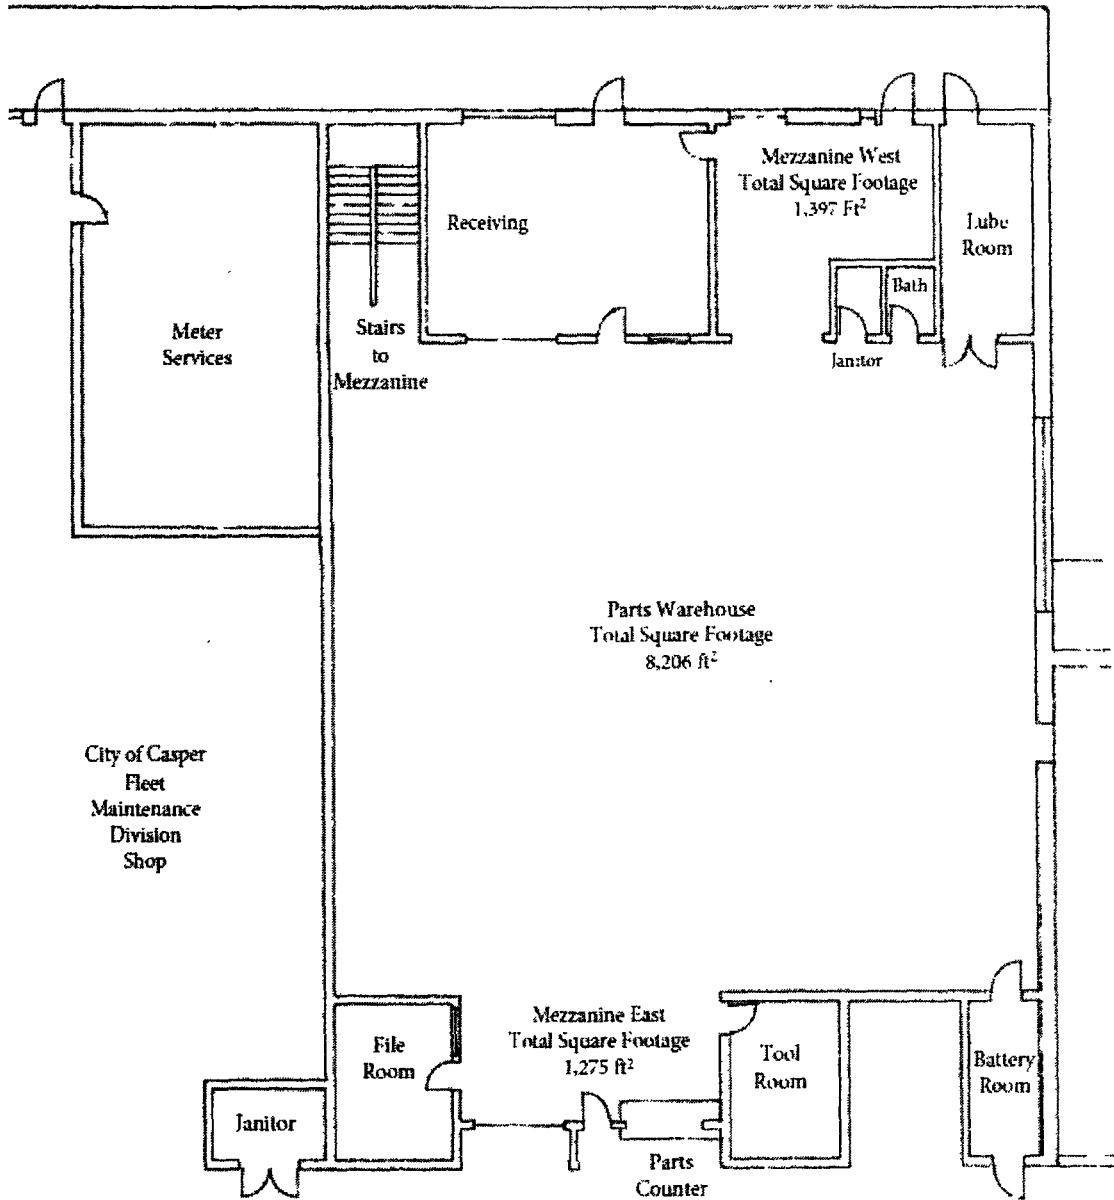 Mezzanine West
Total Square Footage
1,397 Ft²
Receiving
Lube
Room
Bath
Meter
Services
Stairs
to
Mezzanine
Janitor
Parts Warehouse
Total Square Footage
8,206 ft²
City of Casper
Fleet
Maintenance
Division
Shop
Mezzanine East
Total Square Footage
1,275 ft²
File
Room
Tool
Room
Battery
Room
Janitor
Parts
Counter